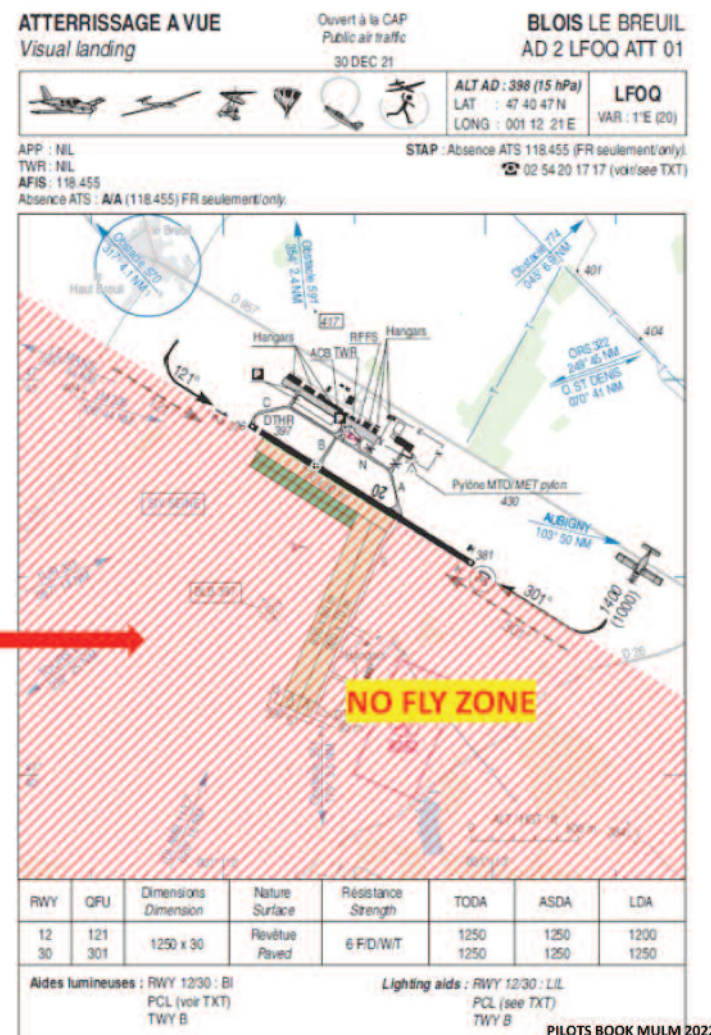 ATTERRISSAGE A VUE
Visual landing
Ouvert à la CAP
Public air traffic
30 DEC 21
BLOIS LE BREUIL
AD 2 LFOQ ATT 01
ALT AD : 398 (15 hPa)
LAT : 47 40 47 N
LONG : 001 12 21 E
LFOQ
VAR : 1°E (20)
APP : NIL
TWR : NIL
AFIS : 118.455
Absence ATS : A/A (118.455) FR seulement/only.
STAP : Absence ATS 118.455 (FR seulement/only).
02 54 20 17 17 (voir/see TXT)
Obstacle 570
317° 4.1 NM
Haut Breuil
Obstacle 591
354° 2.4 NM
Obstacle 774
045° 6.9 NM
401
404
D 957
417
Hangars
RFFS
Hangars
ACB TWR
ORS 322
249° 45 NM
O. ST DENIS
070° 41 NM
121°
P
P
C
DTHR
397
B
N
A
02
Pylône MTO/MET pylon
430
AUBIGNY
103° 50 NM
381
301°
1400
(1000)
D 26
NO FLY ZONE
RWY QFU Dimensions Nature Résistance TODA ASDA LDA
Dimension Surface Strength
12 121 1250 x 30 Revêtue 6 F/D/W/T 1250 1250 1200
30 301 Paved 1250 1250 1250
Aides lumineuses : RWY 12/30 : BI
PCL (voir TXT)
TWY B
Lighting aids : RWY 12/30 : LIL
PCL (see TXT)
TWY B
PILOTS BOOK MULM 202